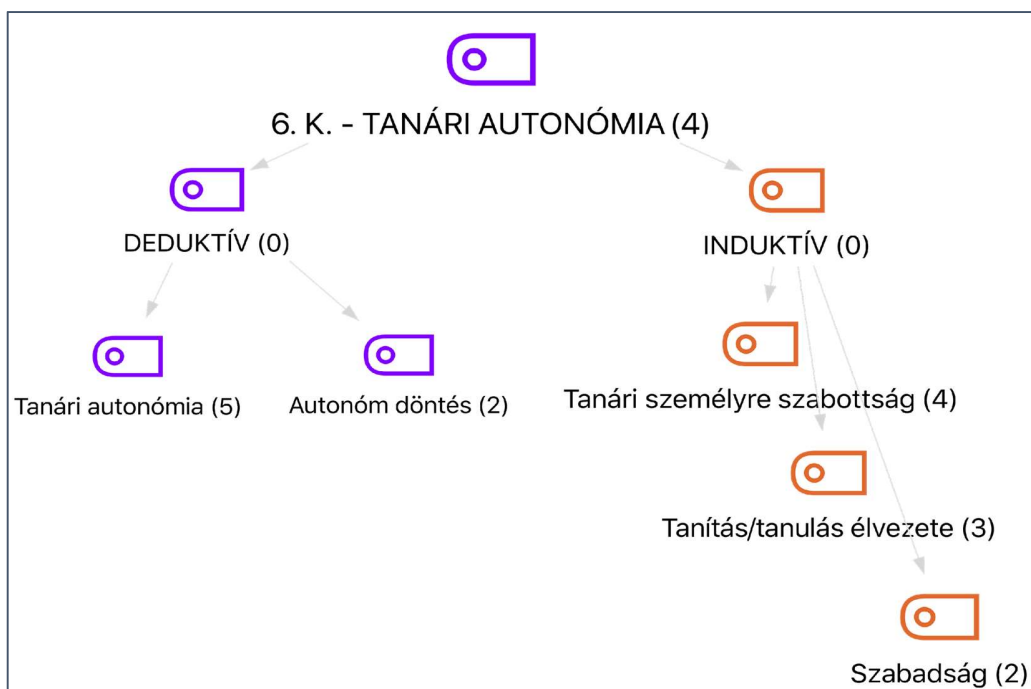 6. K. - TANÁRI AUTONÓMIA (4)
DEDUKTÍV (0)
INDUKTÍV (0)
Tanári autonómia (5)
Autonóm döntés (2)
Tanári személyre szabottság (4)
Tanítás/tanulás élvezete (3)
Szabadság (2)